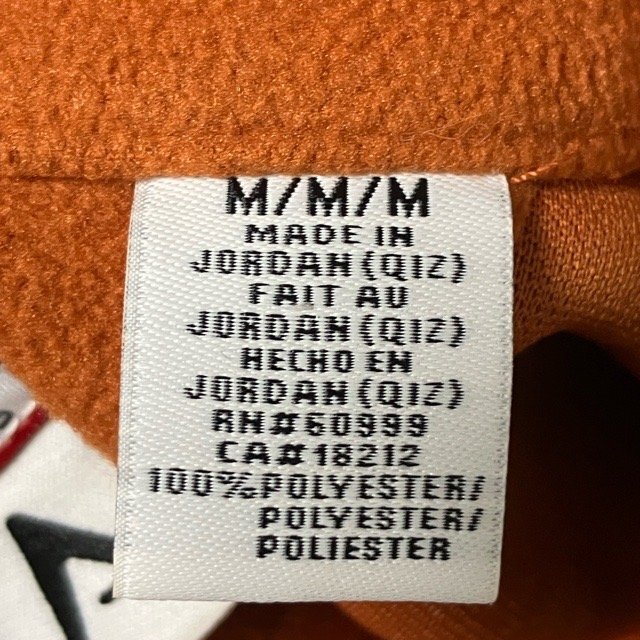 M/M/M
MADE IN
JORDAN(QIZ)
FAIT AU
JORDAN(QIZ)
HECHO EN
JORDAN(QIZ)
RN#60999
CA#18212
100%POLYESTER/
POLYESTER/
POLIESTER